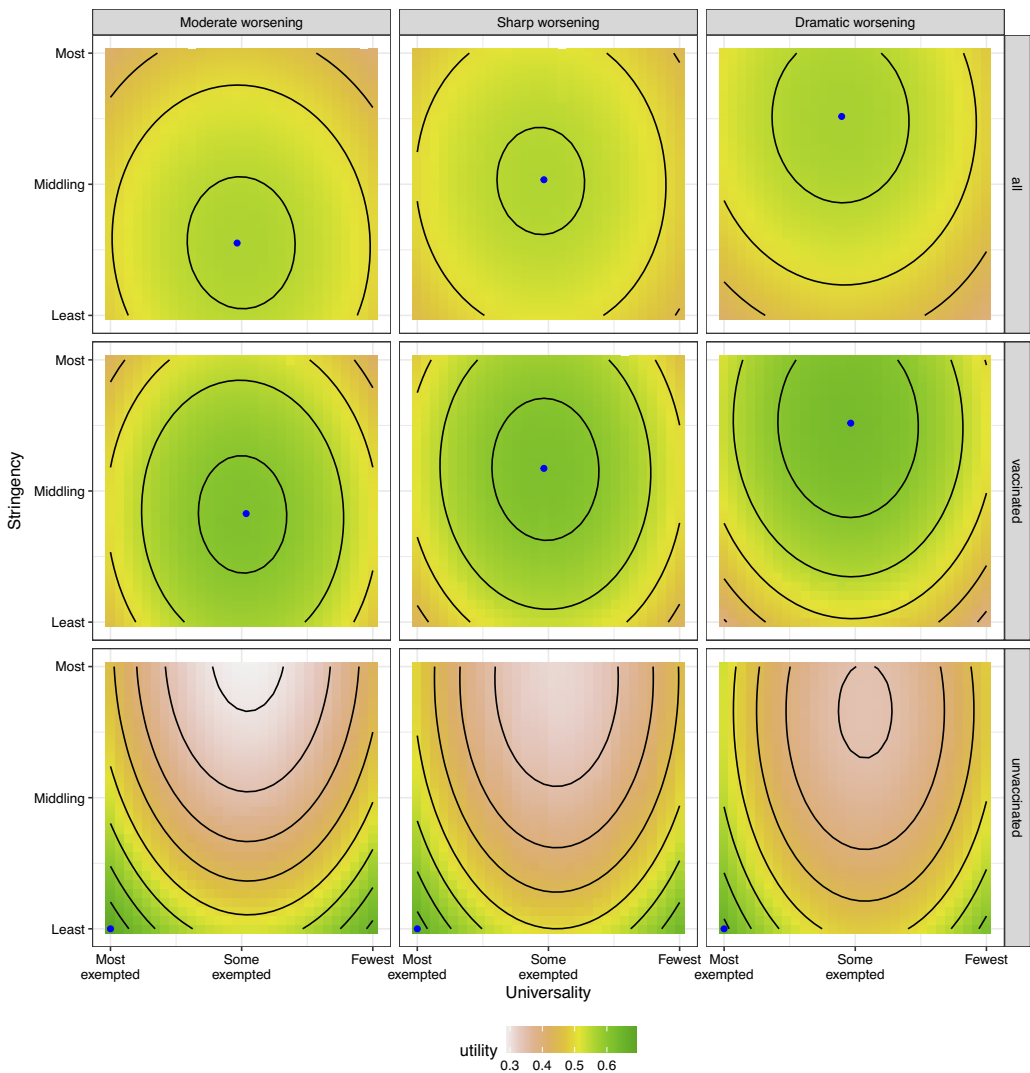 Moderate worsening
Sharp worsening
Dramatic worsening
Most
Middling
Least
all
Most
Middling
Least
vaccinated
Stringency
Most
Middling
Least
unvaccinated
Most
exempted
Some
exempted
Fewest
Most
exempted
Some
exempted
Fewest
Most
exempted
Some
exempted
Fewest
Universality
utility
0.3 0.4 0.5 0.6